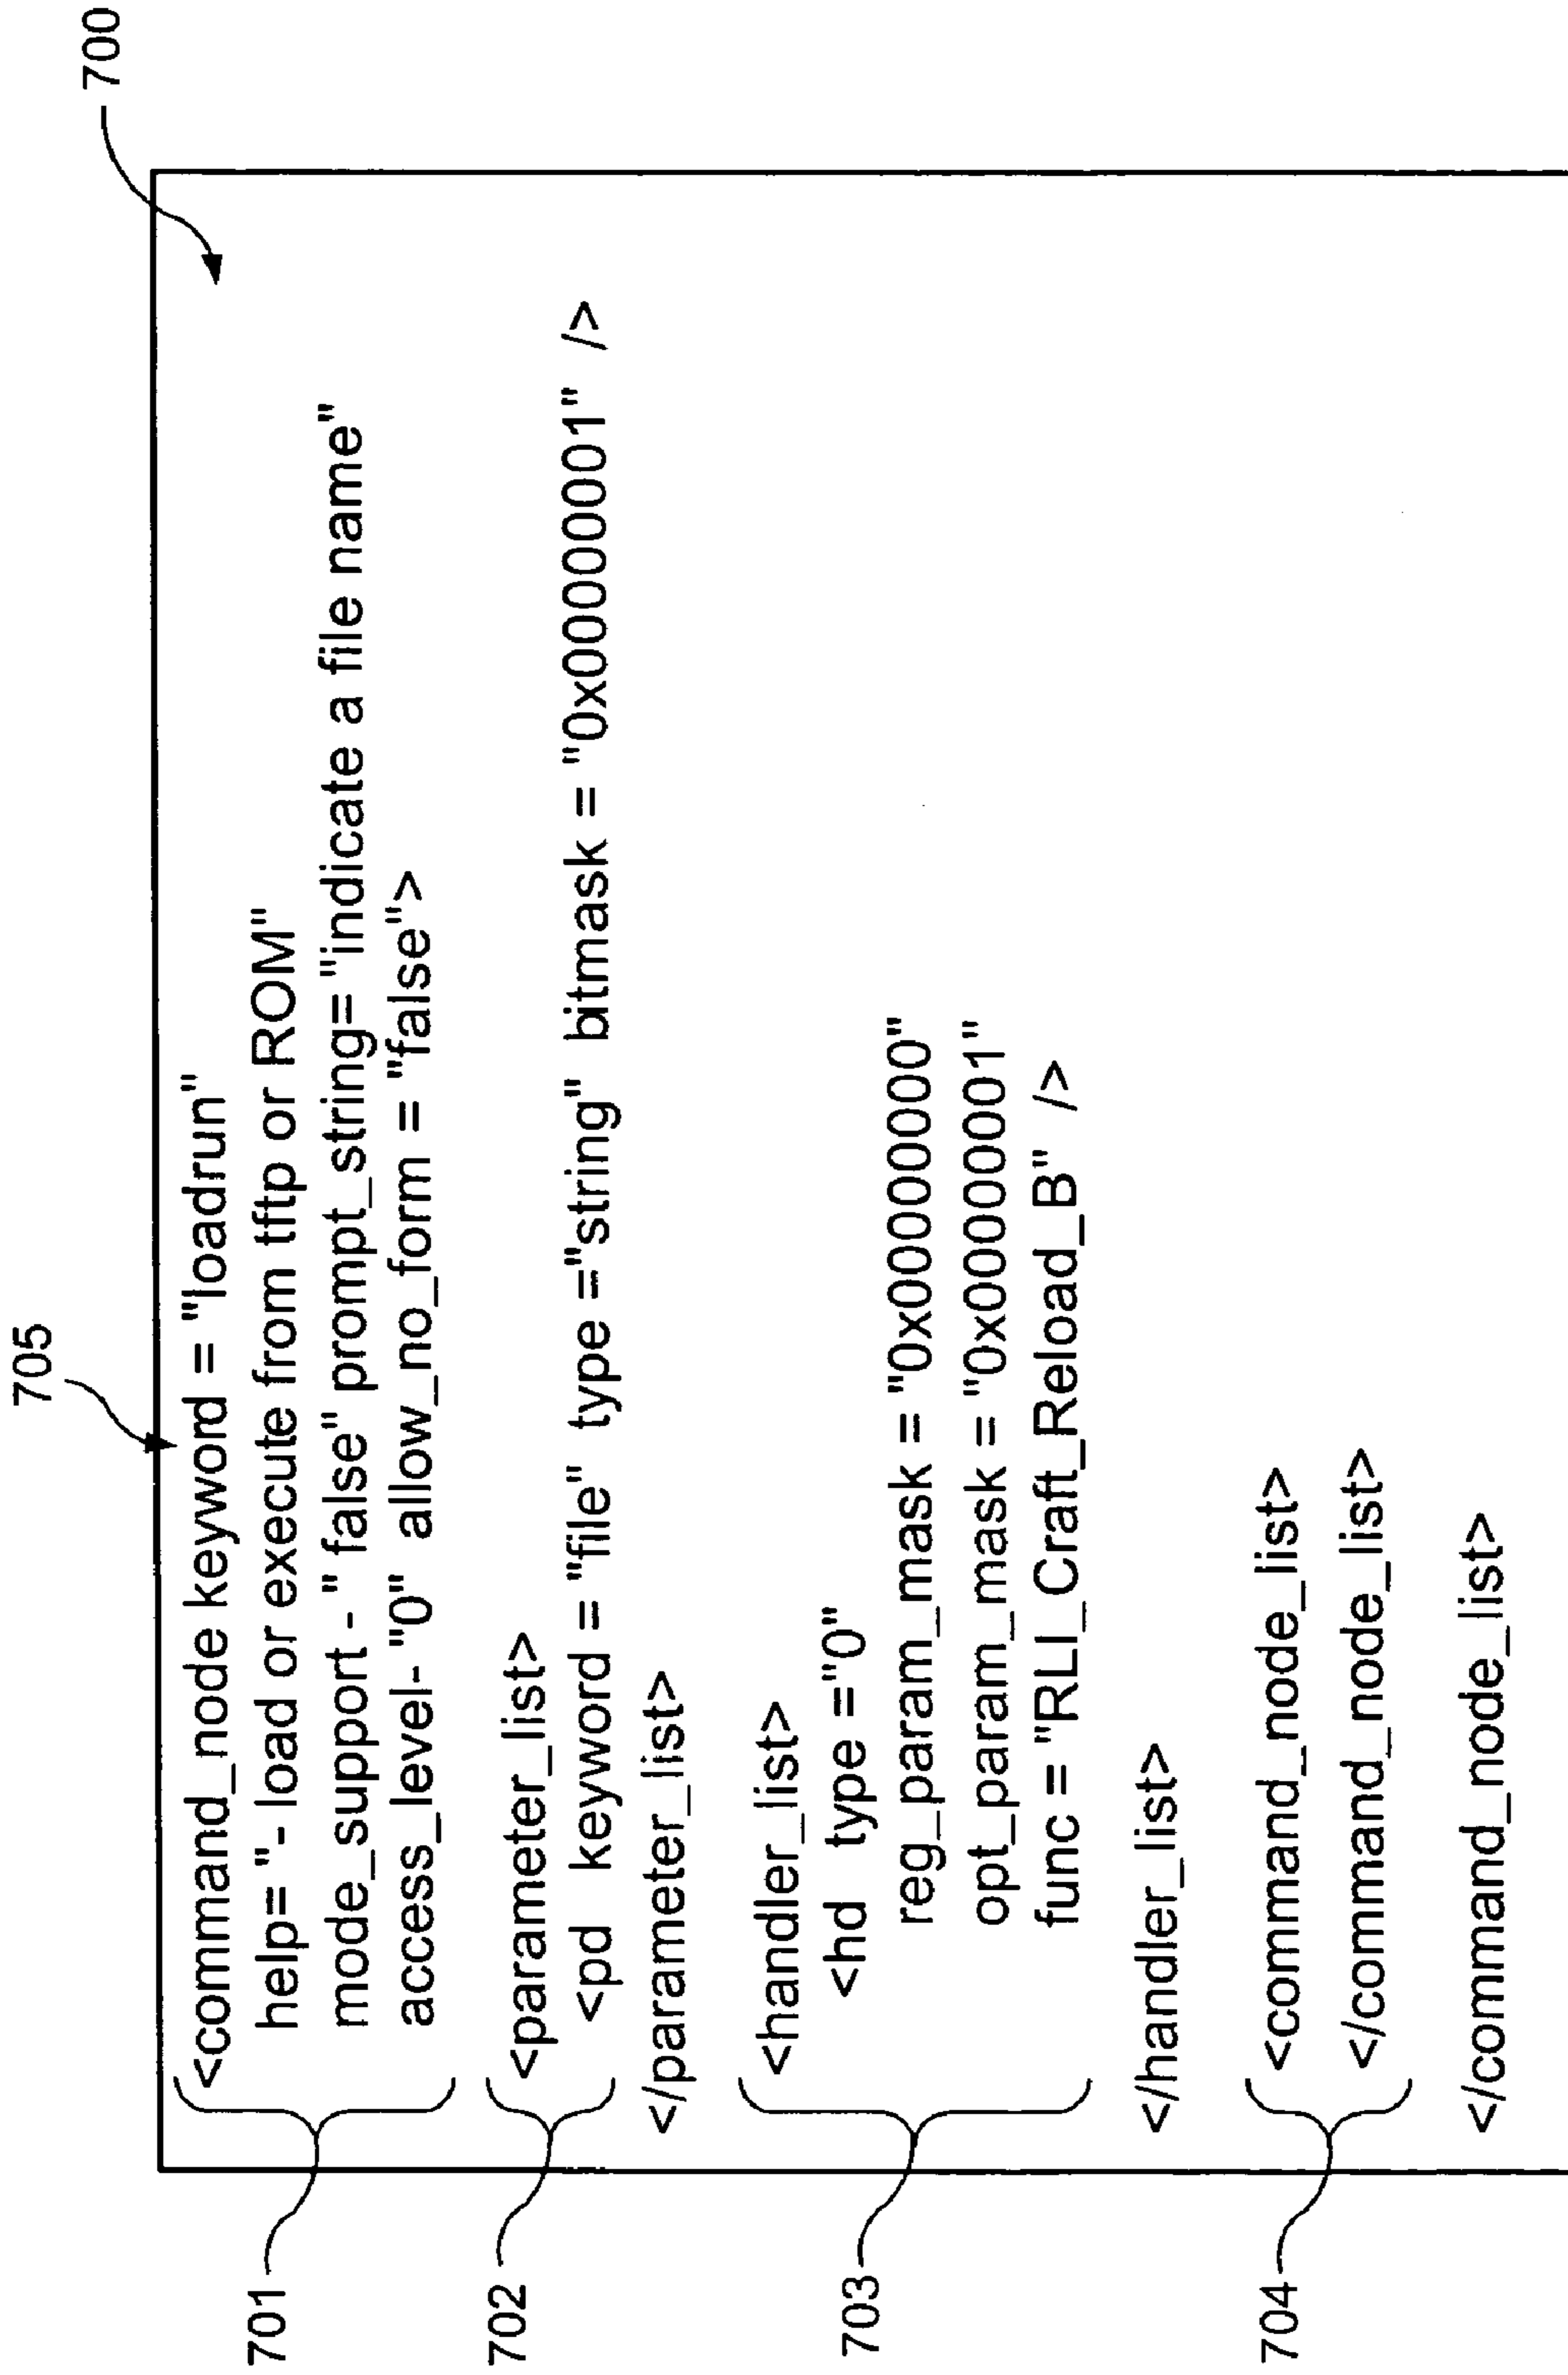 705
700
<command_node keyword = "loadrun"
help="- load or execute from tftp or ROM"
mode_support - "false" prompt_string="indicate a file name"
access_level- "0" allow_no_form = "false">
701
<parameter_list>
<pd keyword = "file" type ="string" bitmask = "0x00000001" />
</parameter_list>
702
<handler_list>
<hd type ="0"
reg_param_mask = "0x00000000"
opt_param_mask = "0x00000001"
func = "RLI_Craft_Reload_B" />
</handler_list>
703
<command_node_list>
</command_node_list>
704
</command_node_list>